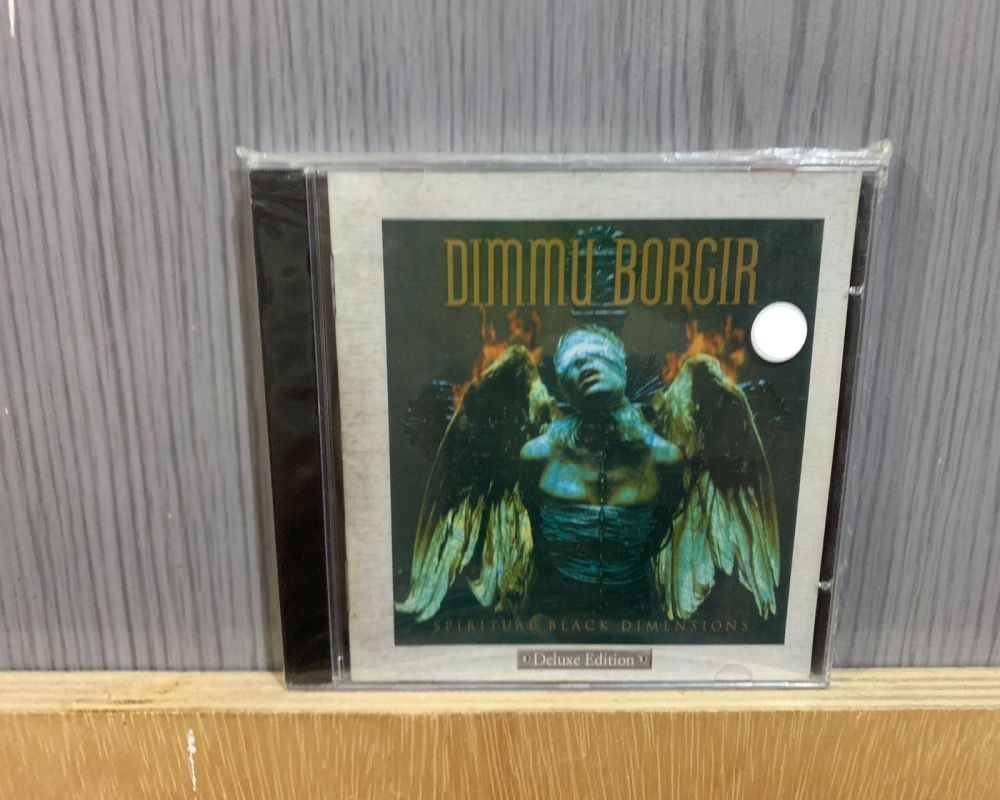 DIMMU BORGIR
SPIRITUAL BLACK DIMENSIONS
Deluxe Edition